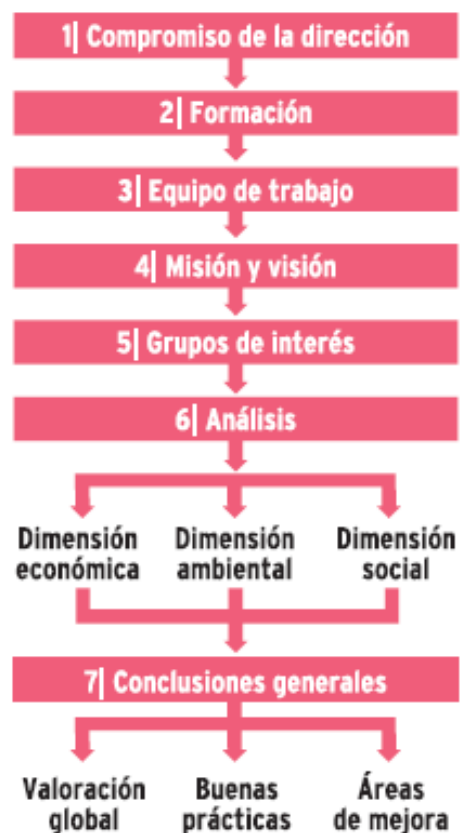 1| Compromiso de la dirección
2| Formación
3| Equipo de trabajo
4| Misión y visión
5| Grupos de interés
6| Análisis
Dimensión económica
Dimensión ambiental
Dimensión social
7| Conclusiones generales
Valoración global
Buenas prácticas
Áreas de mejora